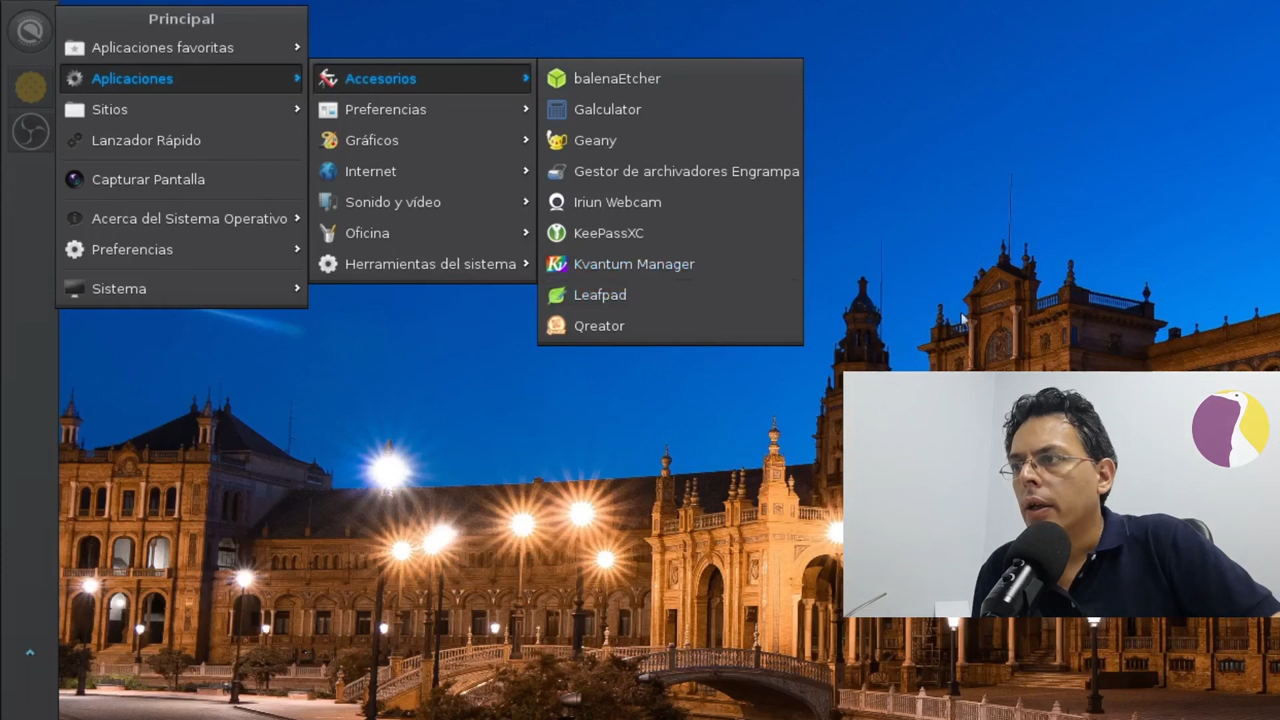 Principal
Aplicaciones favoritas
Aplicaciones
Sitios
Lanzador Rápido
Capturar Pantalla
Acerca del Sistema Operativo
Preferencias
Sistema
Accesorios
Preferencias
Gráficos
Internet
Sonido y vídeo
Oficina
Herramientas del sistema
balenaEtcher
Galculator
Geany
Gestor de archivadores Engrampa
Iriun Webcam
KeePassXC
Kvantum Manager
Leafpad
Qreator